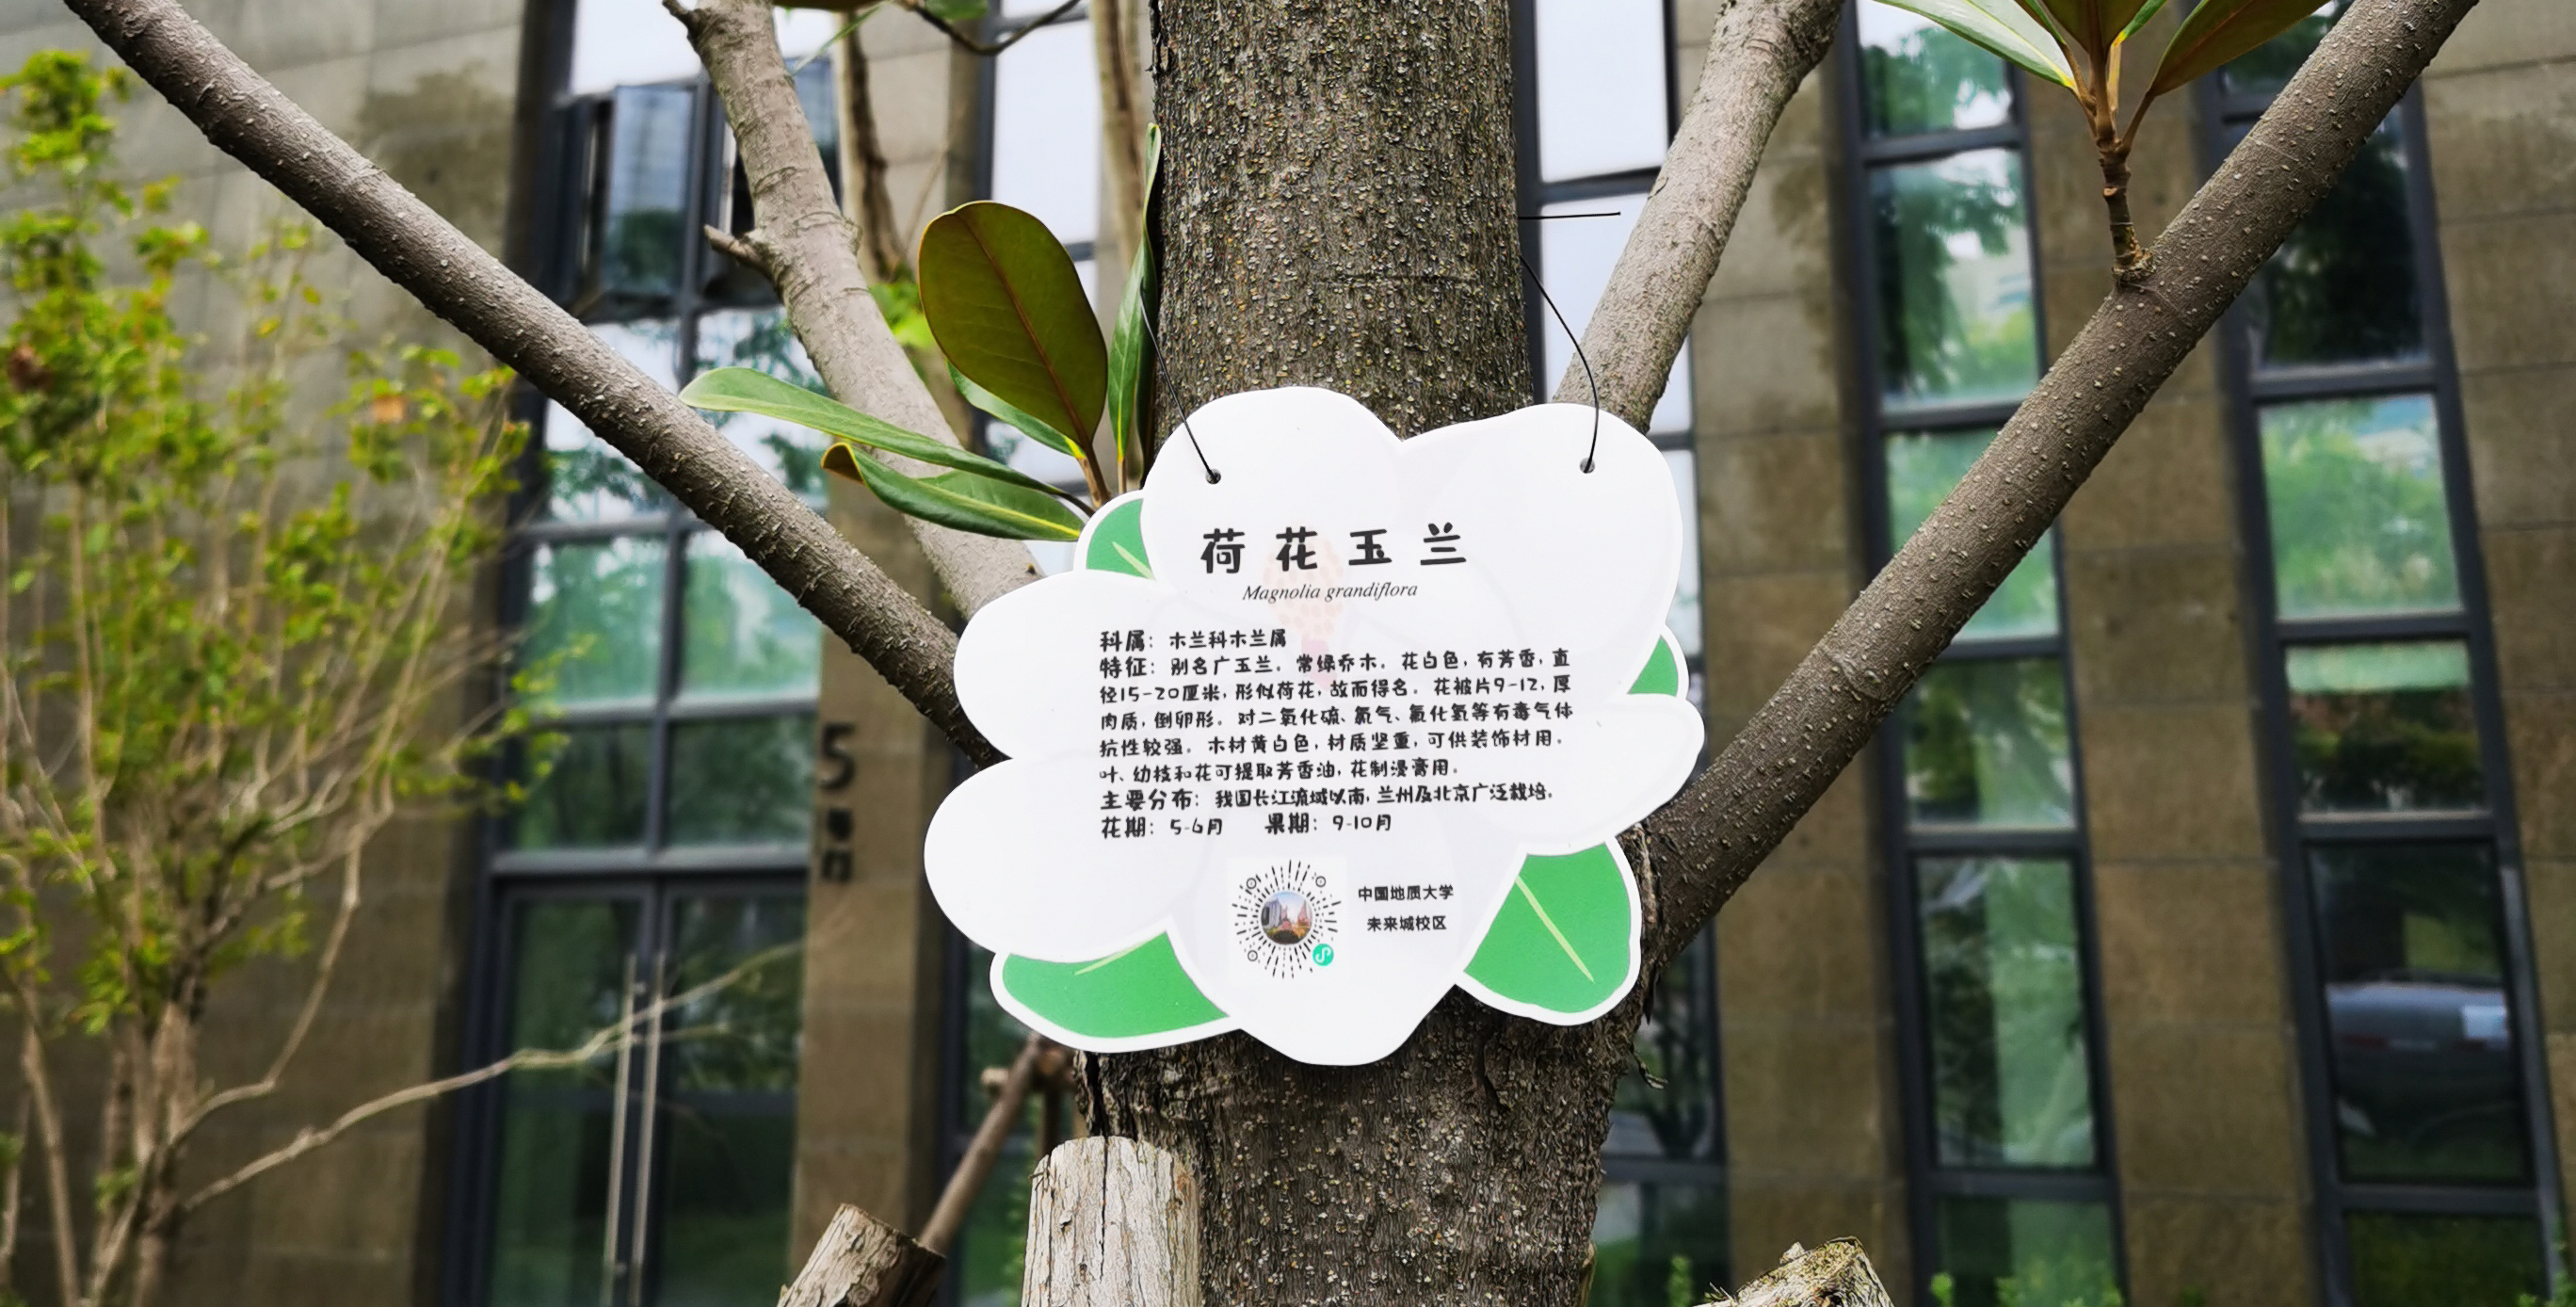 荷花玉兰
Magnolia grandiflora
科属：木兰科木兰属
特征：别名广玉兰。常绿乔木。花白色，有芳香，直
径15-20厘米，形似荷花，故而得名。花被片9-12，厚
肉质，倒卵形。对二氧化硫、氯气、氟化氢等有毒气体
抗性较强。木材黄白色，材质坚重，可供装饰材用。
叶、幼枝和花可提取芳香油，花制浸膏用。
主要分布：我国长江流域以南，兰州及北京广泛栽培。
花期：5-6月 果期：9-10月
中国地质大学
未来城校区
5